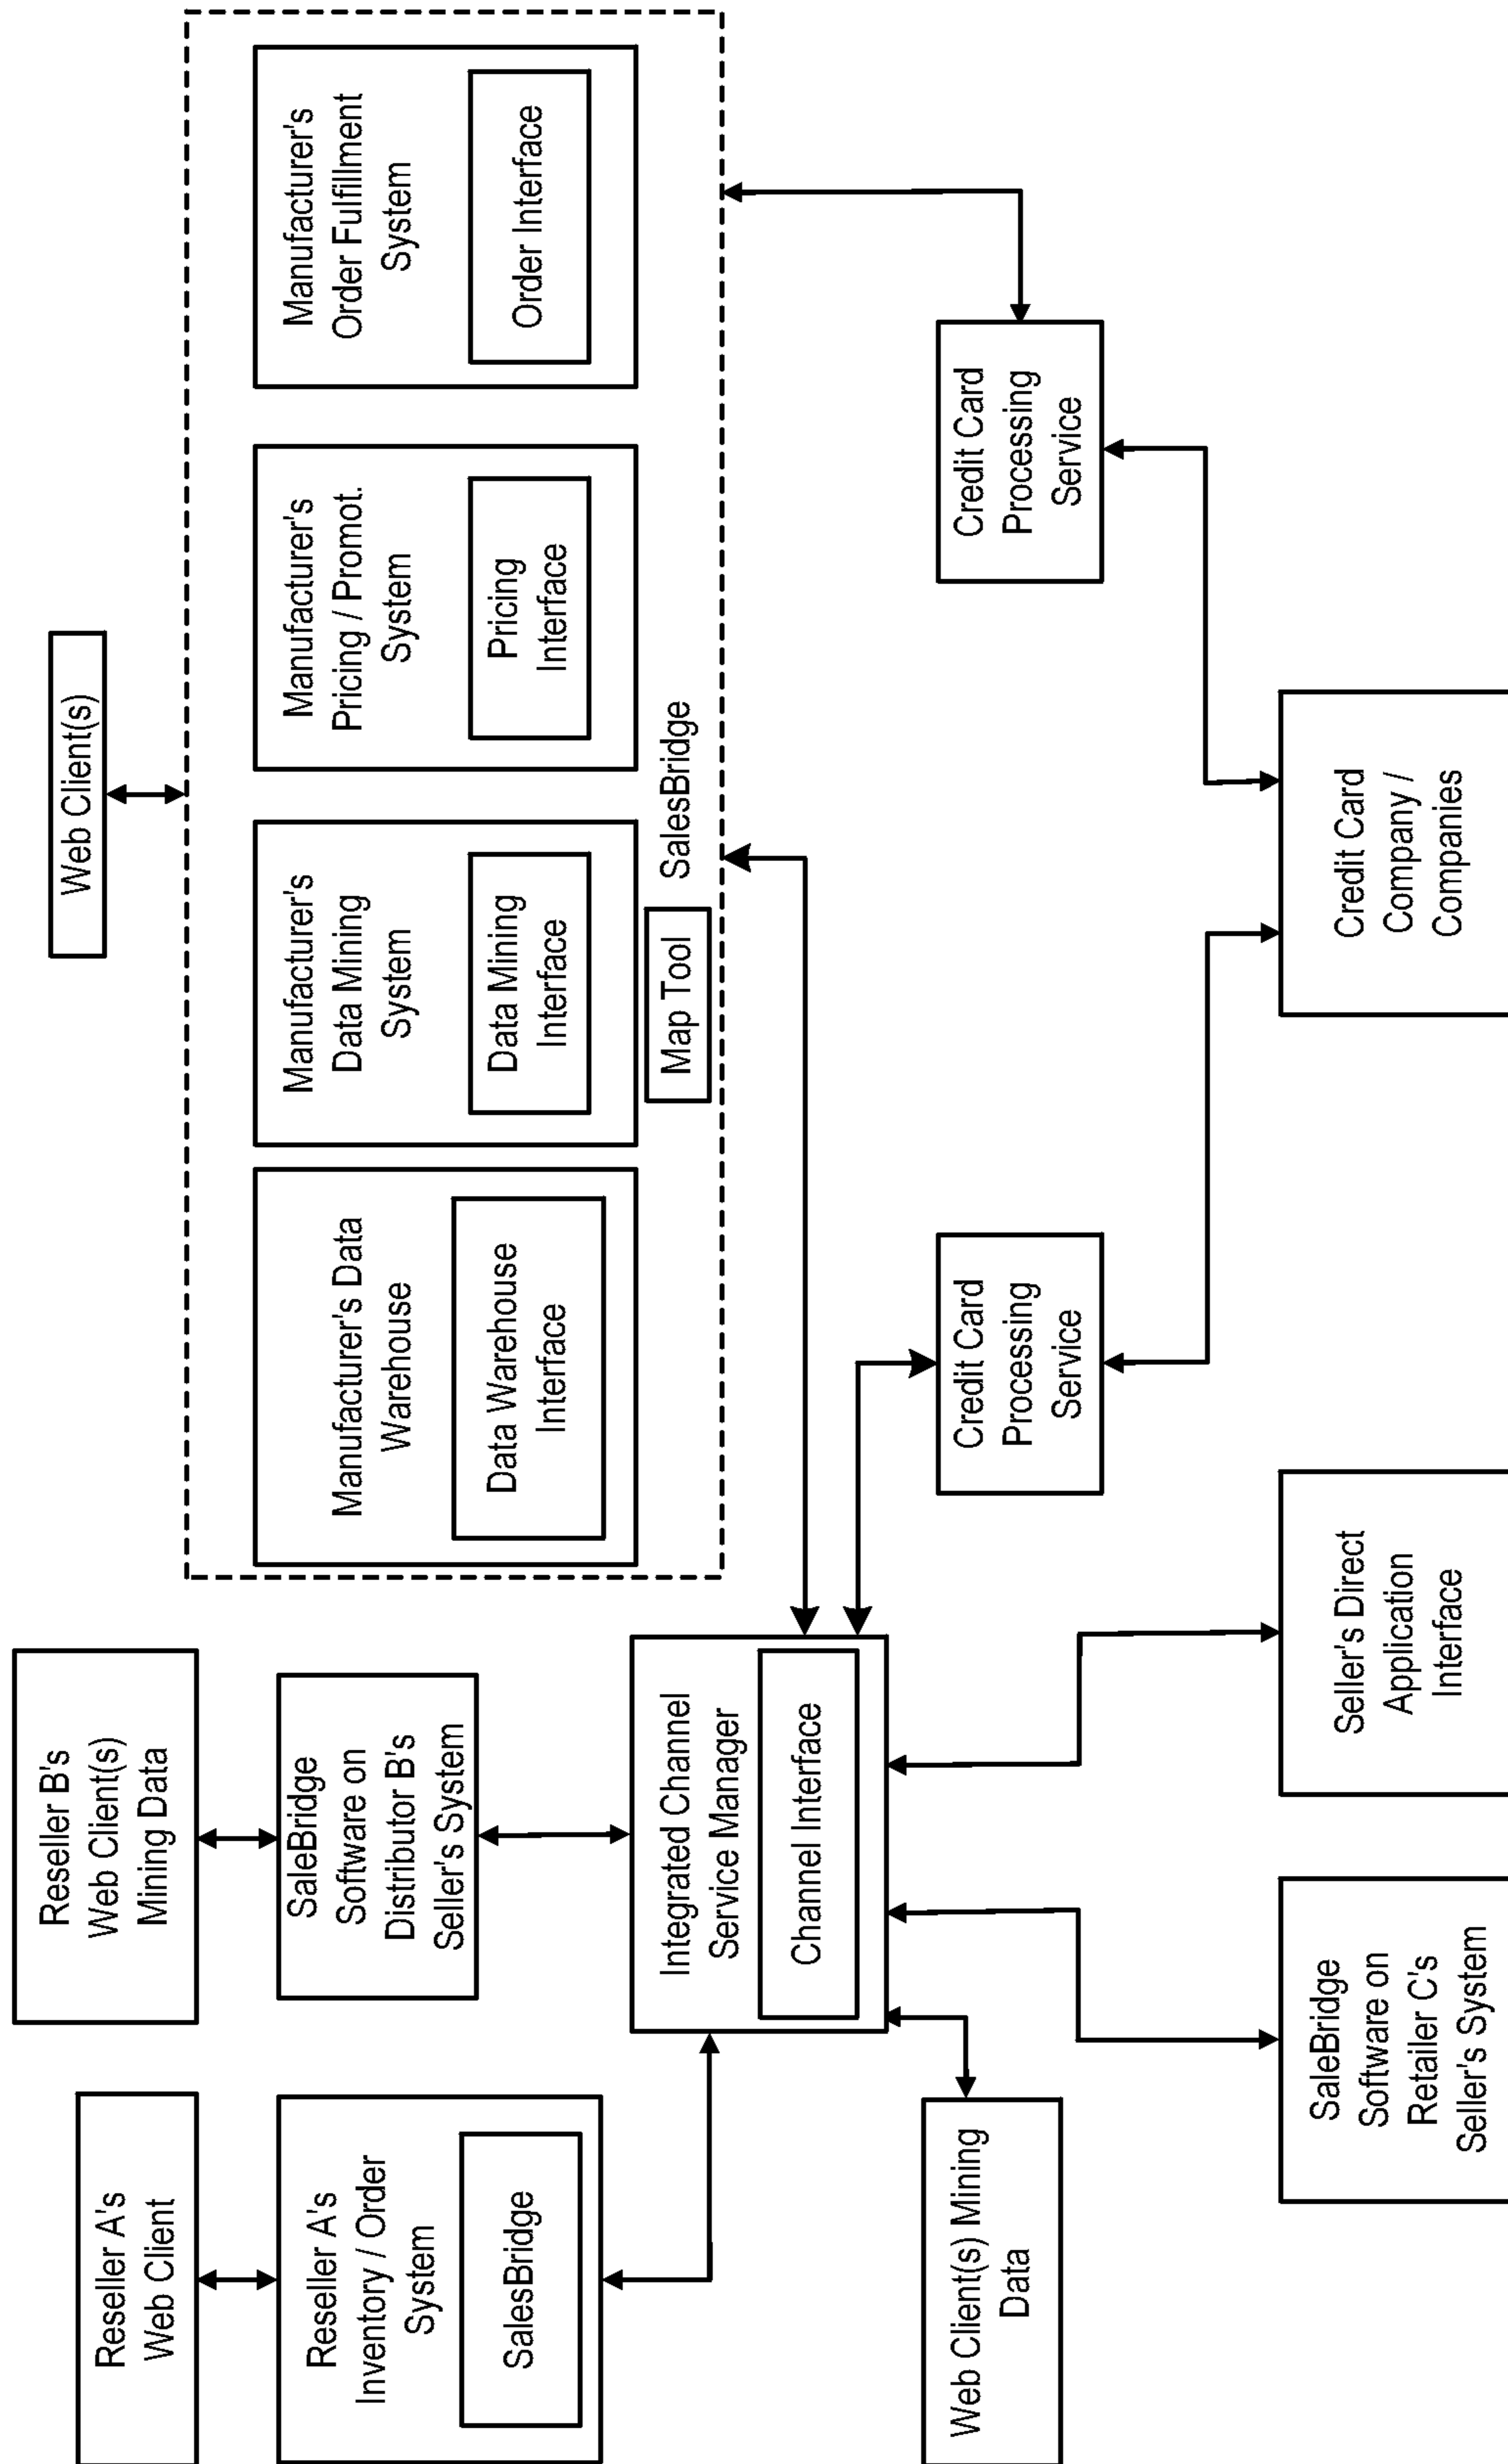 Reseller A's
Web Client
Reseller B's
Web Client(s)
Mining Data
Web Client(s)
Reseller A's
Inventory / Order
System
SalesBridge
SaleBridge
Software on
Distributor B's
Seller's System
Manufacturer's Data
Warehouse
Data Warehouse
Interface
Manufacturer's
Data Mining
System
Data Mining
Interface
Manufacturer's
Pricing / Promot.
System
Pricing
Interface
Manufacturer's
Order Fulfillment
System
Order Interface
Map Tool
SalesBridge
Integrated Channel
Service Manager
Channel Interface
Web Client(s) Mining
Data
Credit Card
Processing
Service
Credit Card
Processing
Service
SaleBridge
Software on
Retailer C's
Seller's System
Seller's Direct
Application
Interface
Credit Card
Company /
Companies